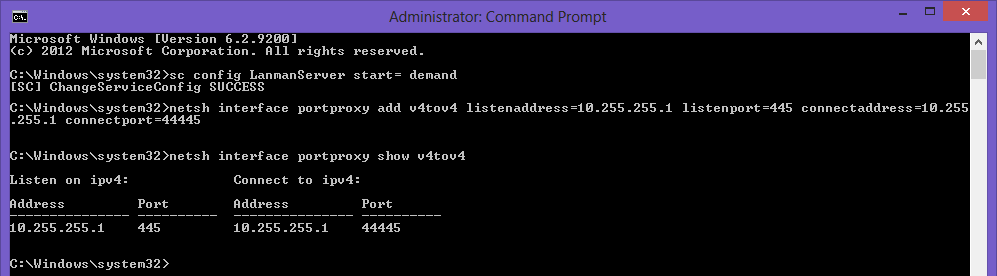 Administrator: Command Prompt
Microsoft Windows [Version 6.2.9200]
(c) 2012 Microsoft Corporation. All rights reserved.
C:\Windows\system32>sc config LanmanServer start= demand
[SC] ChangeServiceConfig SUCCESS
C:\Windows\system32>netsh interface portproxy add v4tov4 listenaddress=10.255.255.1 listenport=445 connectaddress=10.255
.255.1 connectport=44445
C:\Windows\system32>netsh interface portproxy show v4tov4
Listen on ipv4:             Connect to ipv4:
Address         Port        Address         Port
--------------- ----------  --------------- ----------
10.255.255.1    445         10.255.255.1    44445
C:\Windows\system32>